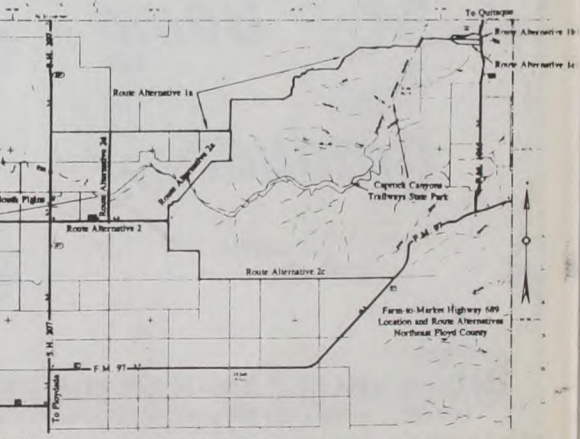 To Quitaque
Route Alternative 1b
Route Alternative 1c
S.H. 207
Route Alternative 1a
Route Alternative 2d
Route Alternative 2a
Caprock Canyons
Trailways State Park
South Plains
Route Alternative 2
F.M. 97
Route Alternative 2c
Farm-to-Market Highway 689
Location and Route Alternatives
Northeast Floyd County
S.H. 207
F.M. 97
To Floydada